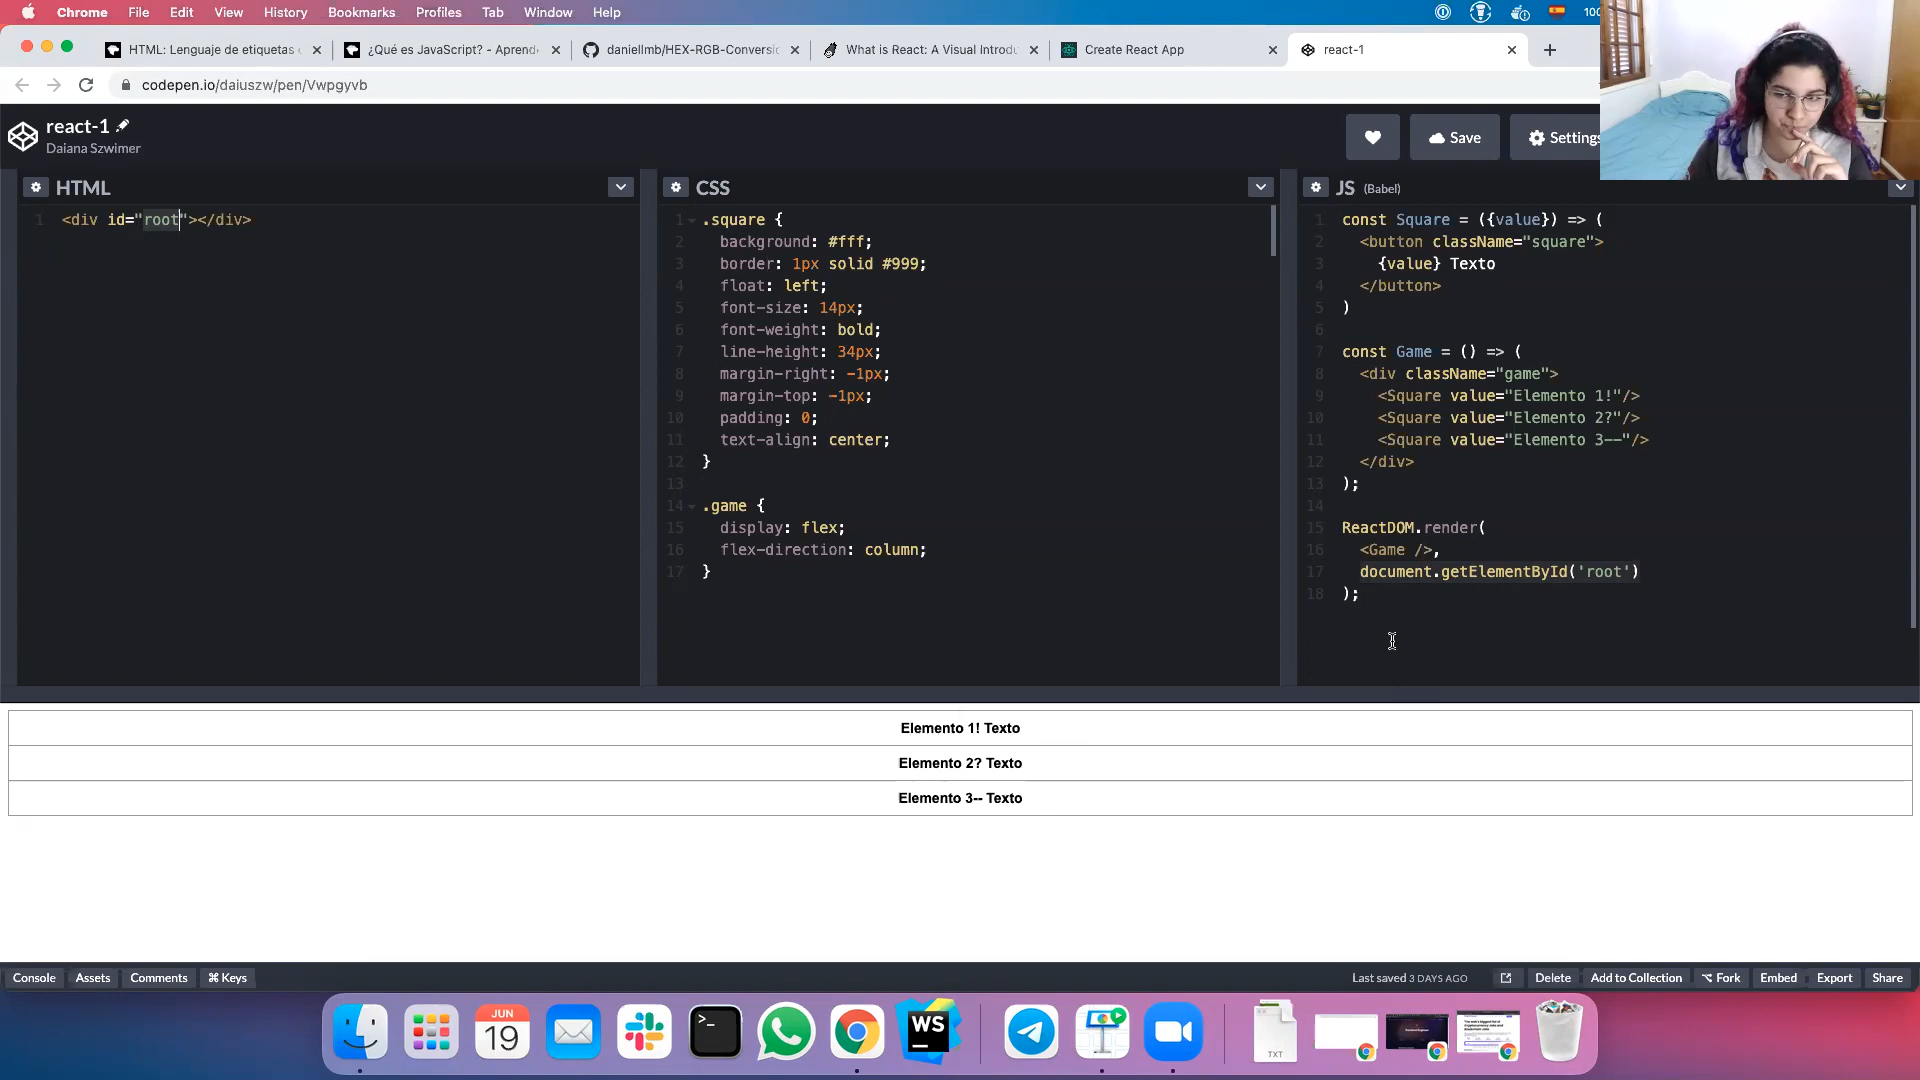 Chrome File Edit View History Bookmarks Profiles Tab Window Help
HTML: Lenguaje de etiquetas
¿Qué es JavaScript? - Aprend
daniellmb/HEX-RGB-Conversi
What is React: A Visual Introdu
Create React App
react-1
codepen.io/daiuszw/pen/Vwpgyvb
react-1
Daiana Szwimer
Save
Settings
HTML
1 <div id="root"></div>
CSS
1 .square {
2 background: #fff;
3 border: 1px solid #999;
4 float: left;
5 font-size: 14px;
6 font-weight: bold;
7 line-height: 34px;
8 margin-right: -1px;
9 margin-top: -1px;
10 padding: 0;
11 text-align: center;
12 }
13
14 .game {
15 display: flex;
16 flex-direction: column;
17 }
JS (Babel)
1 const Square = ({value}) => (
2 <button className="square">
3 {value} Texto
4 </button>
5 )
6
7 const Game = () => (
8 <div className="game">
9 <Square value="Elemento 1!"/>
10 <Square value="Elemento 2?"/>
11 <Square value="Elemento 3--"/>
12 </div>
13 );
14
15 ReactDOM.render(
16 <Game />,
17 document.getElementById('root')
18 );
Elemento 1! Texto
Elemento 2? Texto
Elemento 3-- Texto
Console Assets Comments ⌘ Keys
Last saved 3 DAYS AGO Delete Add to Collection ⌥ Fork Embed Export Share
JUN
19
>_
WS
TXT